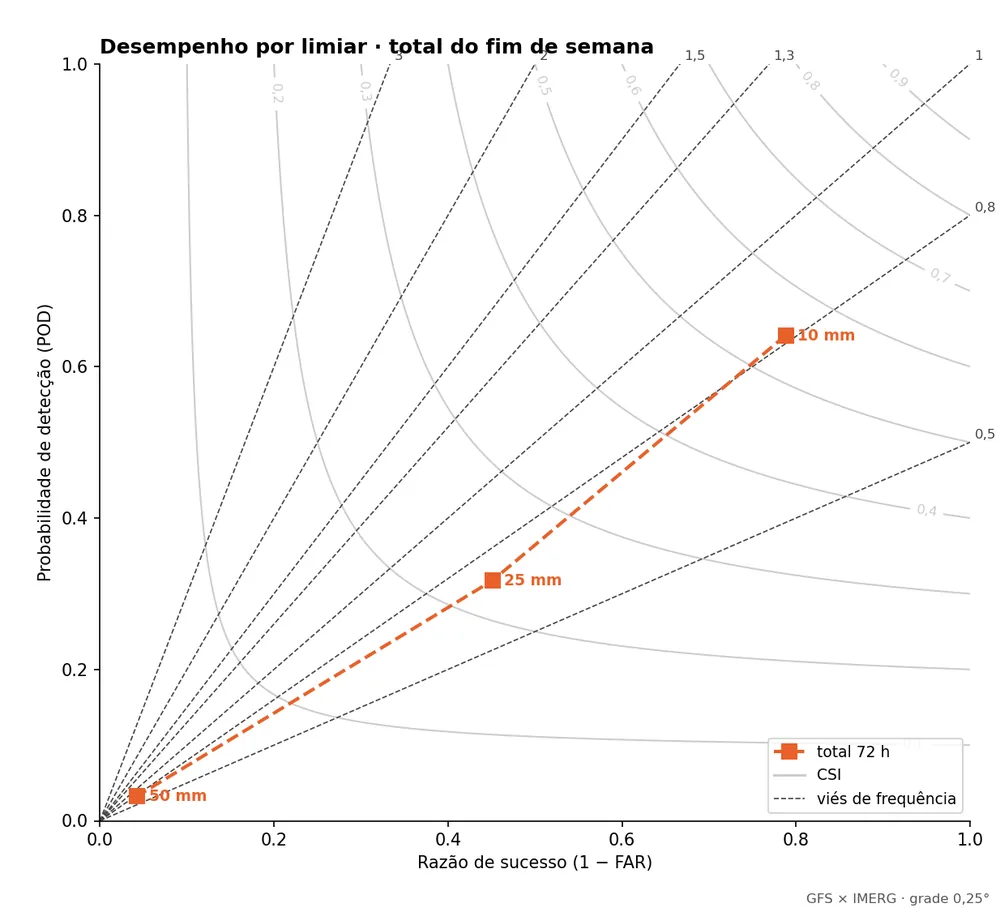 Desempenho por limiar · total do fim de semana
3
2
1,5
1,3
1
0,2
0,3
0,5
0,6
0,8
0,9
1.0
0.8
0,8
0,7
0.6
10 mm
0,5
0,4
0.4
25 mm
0.2
0.0
50 mm
total 72 h
CSI
viés de frequência
0.0
0.2
0.4
0.6
0.8
1.0
Probabilidade de detecção (POD)
Razão de sucesso (1 − FAR)
GFS × IMERG · grade 0,25°